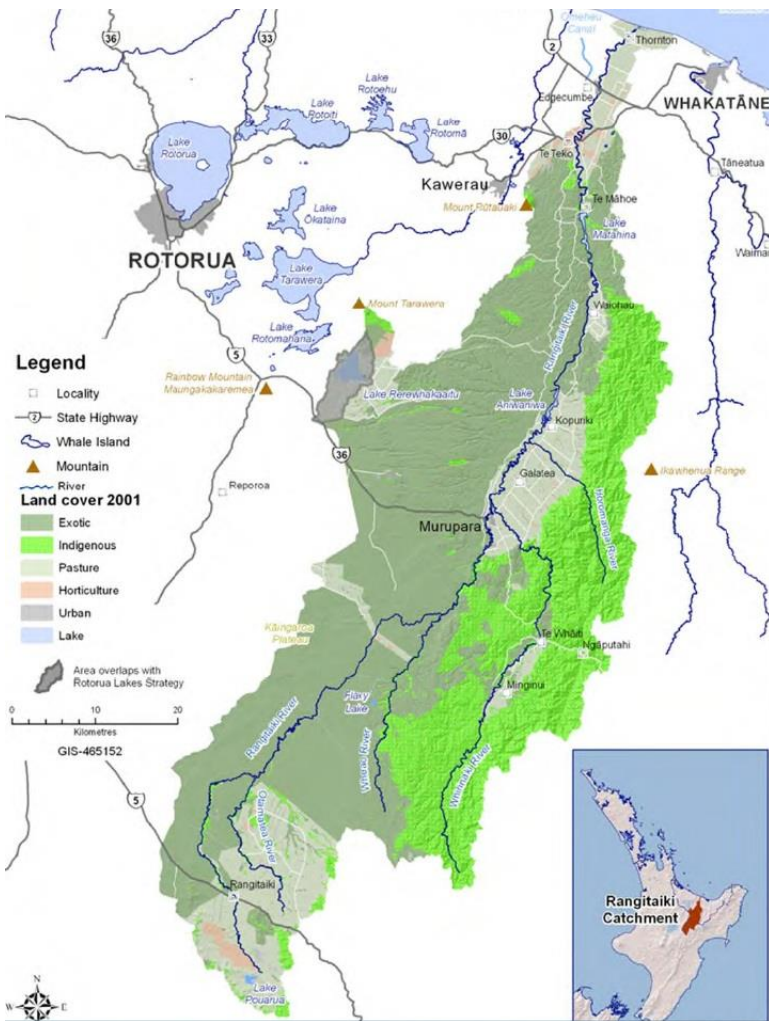 36
33
2
Omeheu
Canal
Thornton
Edgecumbe
WHAKATĀNE
Lake
Rotoehu
Lake
Rotoiti
Lake
Rotomā
Lake
Rotorua
30
Te Teko
Kawerau
Tāneatua
Te Māhoe
Lake
Ōkataina
Mount Pūtauaki
Lake
Matahina
ROTORUA
Lake
Tarawera
Mount Tarawera
Waiohau
Rangitaiki River
Lake
Rotomahana
5
Legend
Locality
2
State Highway
Whale Island
Mountain
River
Land cover 2001
Exotic
Indigenous
Pasture
Horticulture
Urban
Lake
Area overlaps with
Rotorua Lakes Strategy
0
10
20
Kilometres
GIS-465152
Rainbow Mountain
Maungakakaramea
Lake Rerewhakaaitu
Lake
Aniwaniwa
Kopuriki
36
Reporoa
Galatea
Ikawhenua Range
Murupara
Horomanga River
Kāingaroa
Plateau
Te Whāiti
Ngāputahi
Minginui
Flaxy
Lake
Rangitaiki River
Wheao River
Whirinaki River
5
Otamatea River
Rangitaiki
Lake
Pouarua
N
W
E
S
Rangitaiki
Catchment